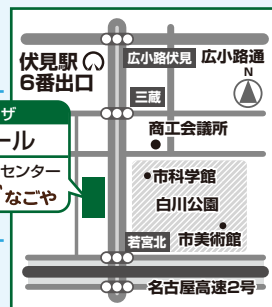 伏見駅
6番出口
広小路伏見
広小路通
N
三蔵
ザ
ール
センター
なごや
商工会議所
市科学館
白川公園
若宮北
市美術館
名古屋高速2号